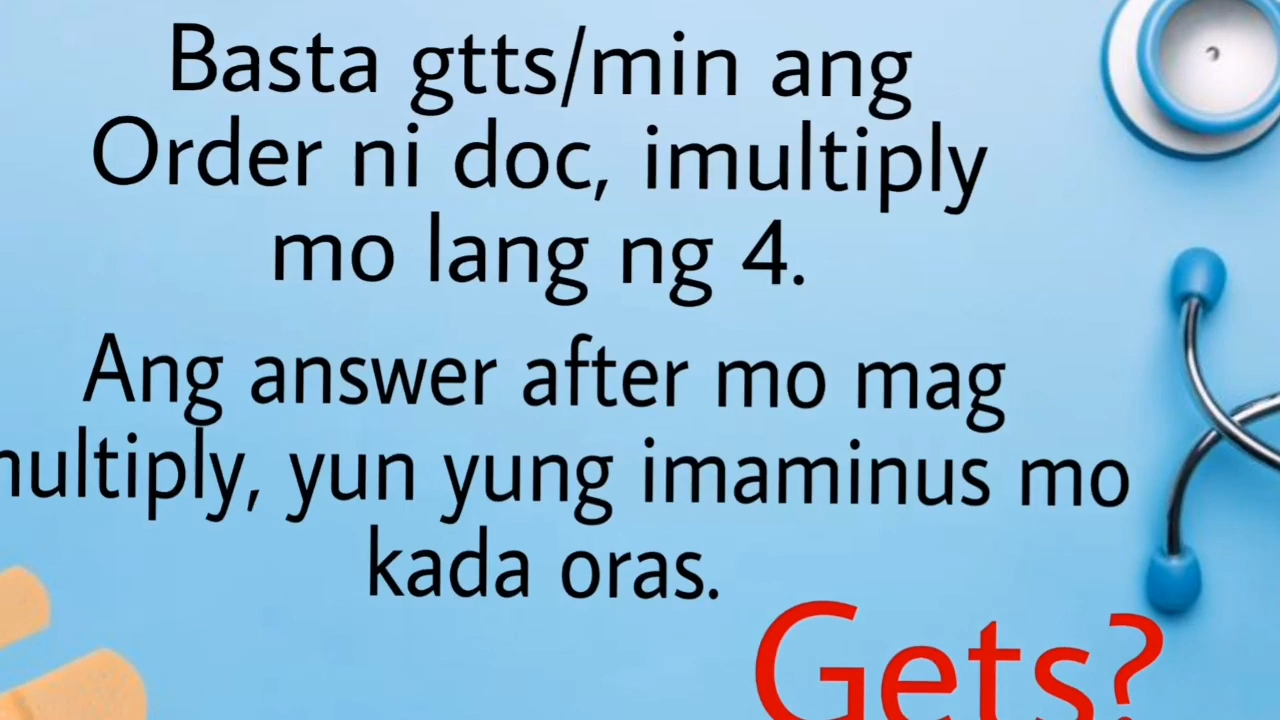 Basta gtts/min ang
Order ni doc, imultiply
mo lang ng 4.
Ang answer after mo mag
nultiply, yun yung imaminus mo
kada oras.
Gets?